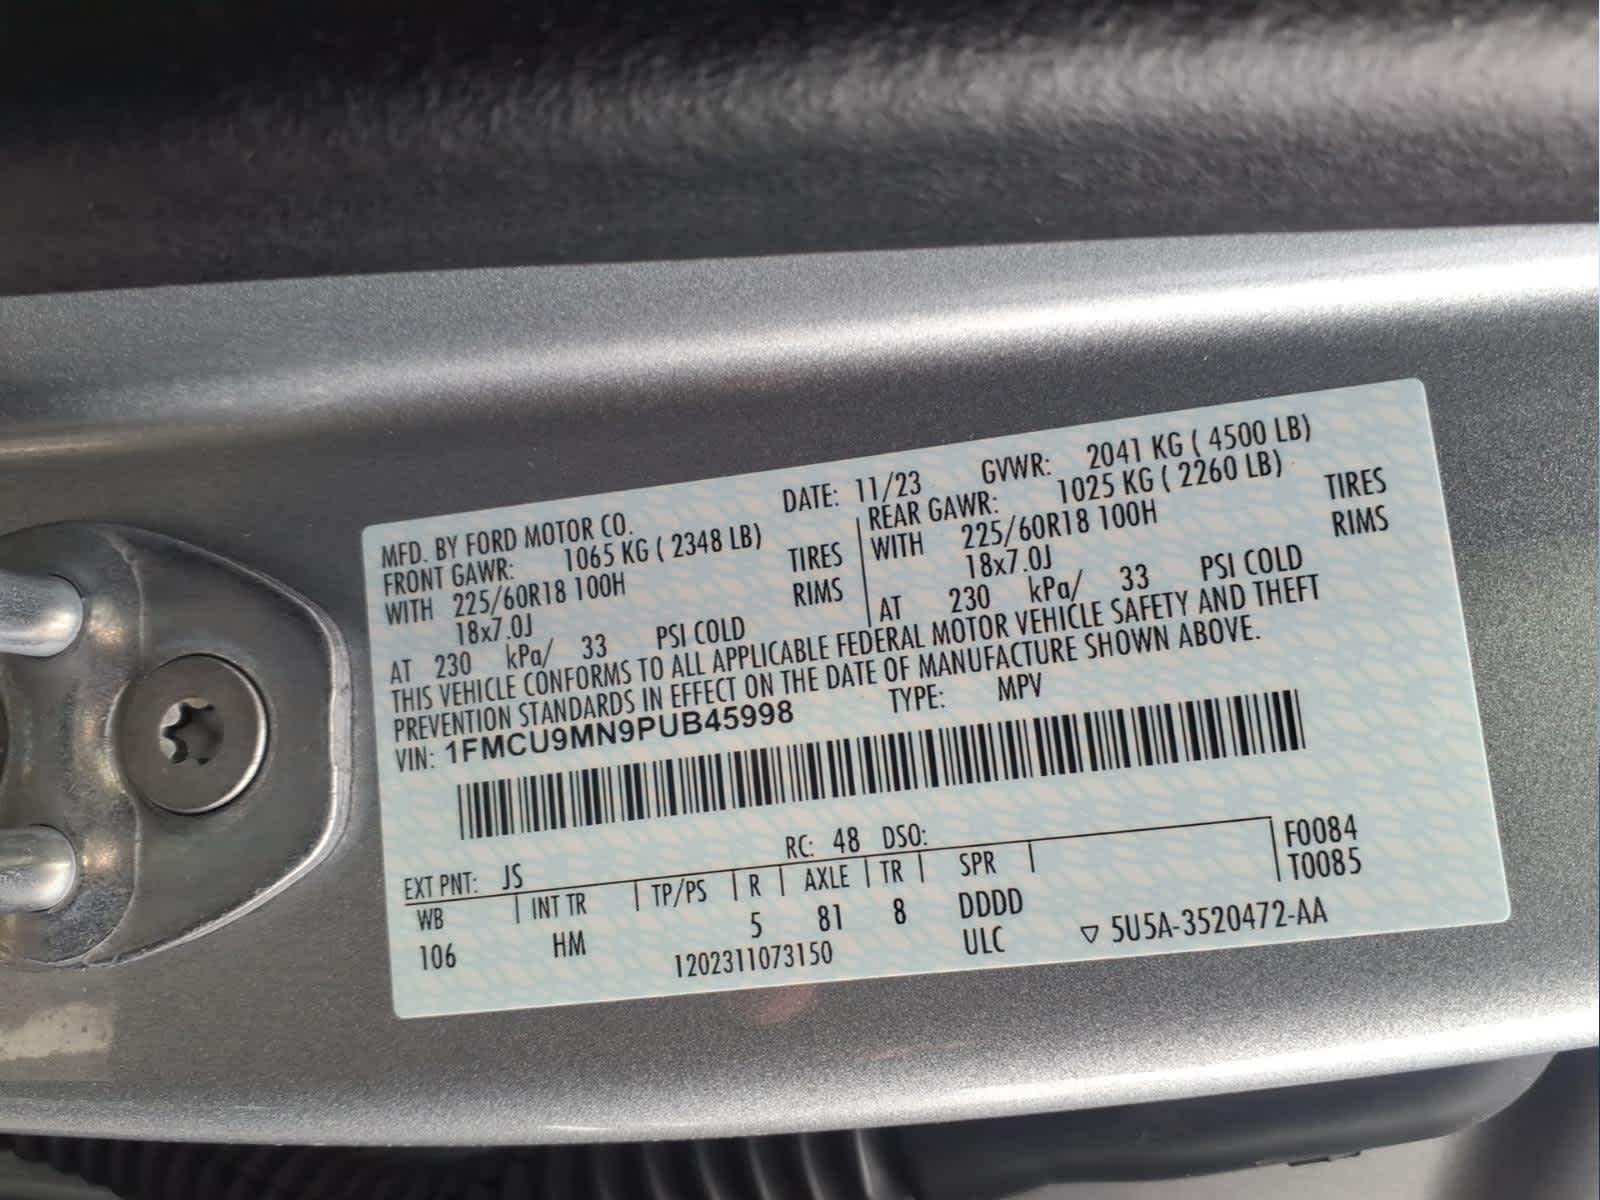 MFD. BY FORD MOTOR CO. DATE: 11/23 GVWR: 2041 KG ( 4500 LB)
FRONT GAWR: 1065 KG ( 2348 LB) REAR GAWR: 1025 KG ( 2260 LB)
WITH 225/60R18 100H TIRES WITH 225/60R18 100H TIRES
18x7.0J RIMS 18x7.0J RIMS
AT 230 kPa/ 33 PSI COLD AT 230 kPa/ 33 PSI COLD
THIS VEHICLE CONFORMS TO ALL APPLICABLE FEDERAL MOTOR VEHICLE SAFETY AND THEFT
PREVENTION STANDARDS IN EFFECT ON THE DATE OF MANUFACTURE SHOWN ABOVE.
VIN: 1FMCU9MN9PUB45998 TYPE: MPV
EXT PNT: JS RC: 48 DSO: F0084
WB INT TR TP/PS R AXLE TR SPR T0085
106 HM 5 81 8 DDDD
1202311073150 ULC ▽ 5U5A-3520472-AA